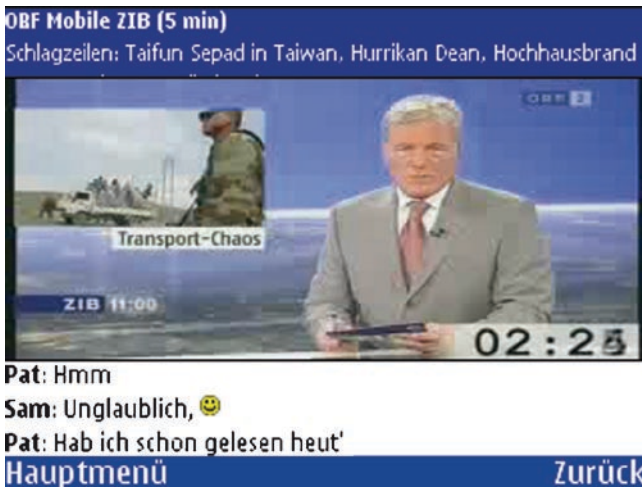 ORF Mobile ZIB (5 min)
Schlagzeilen: Taifun Sepad in Taiwan, Hurrikan Dean, Hochhausbrand
ORF 2
Transport-Chaos
ZIB 11:00
02:2
Pat: Hmm
Sam: Unglaublich, 🙂
Pat: Hab ich schon gelesen heut'
Hauptmenü Zurück